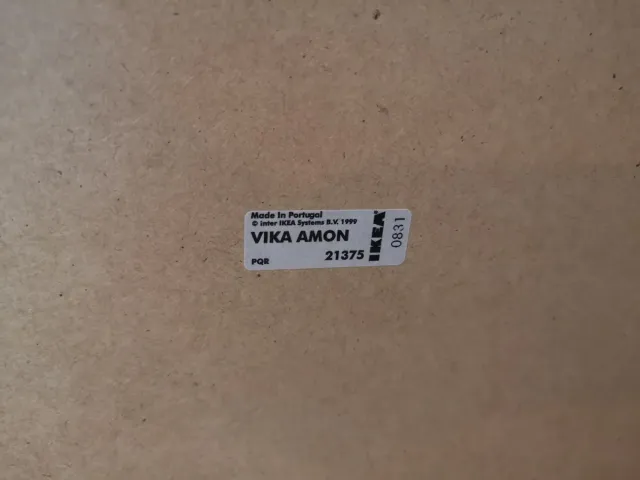 Made In Portugal
© Inter IKEA Systems B.V. 1999
VIKA AMON
21375
PQR
IKEA
0831